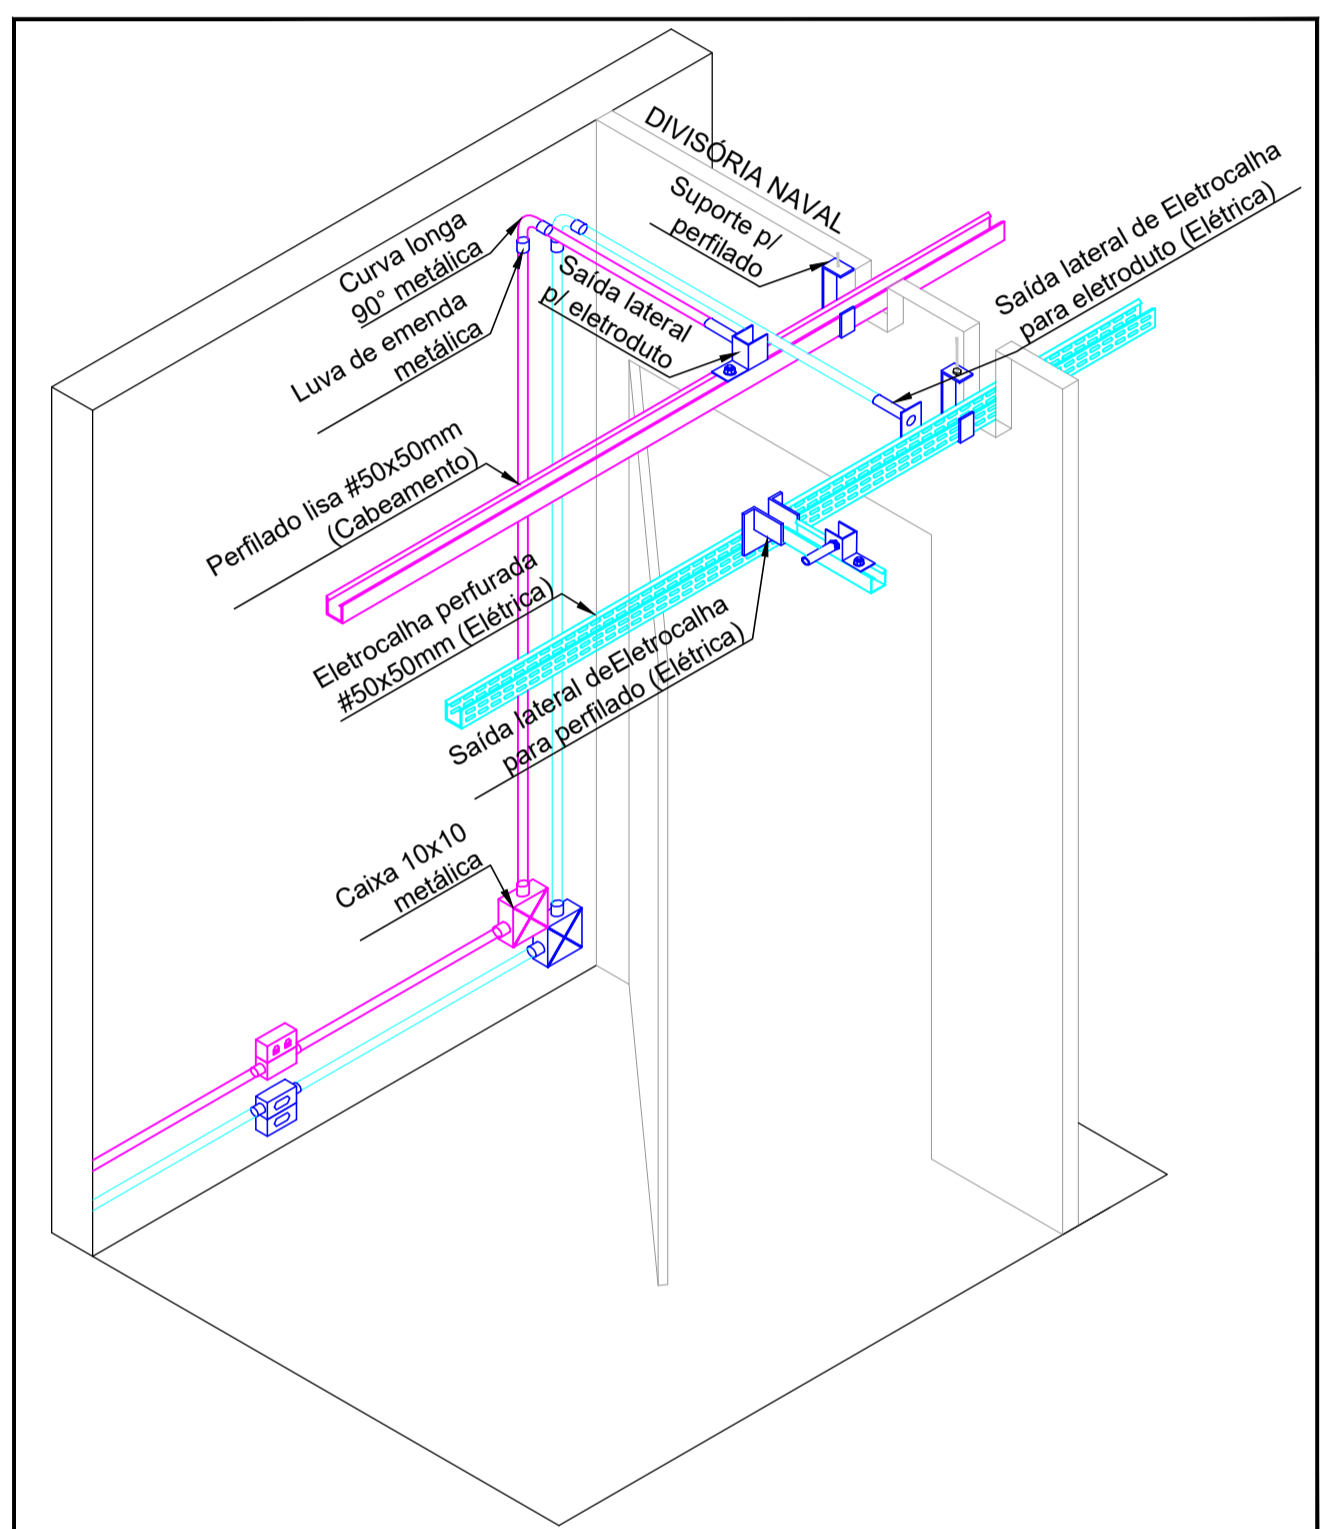 DIVISÓRIA NAVAL
Suporte p/
perfilado
Saída lateral de Eletrocalha
para eletroduto (Elétrica)
Curva longa
90° metálica
Luva de emenda
metálica
Saída lateral
p/ eletroduto
Perfilado lisa #50x50mm
(Cabeamento)
Eletrocalha perfurada
#50x50mm (Elétrica)
Saída lateral deEletrocalha
para perfilado (Elétrica)
Caixa 10x10
metálica